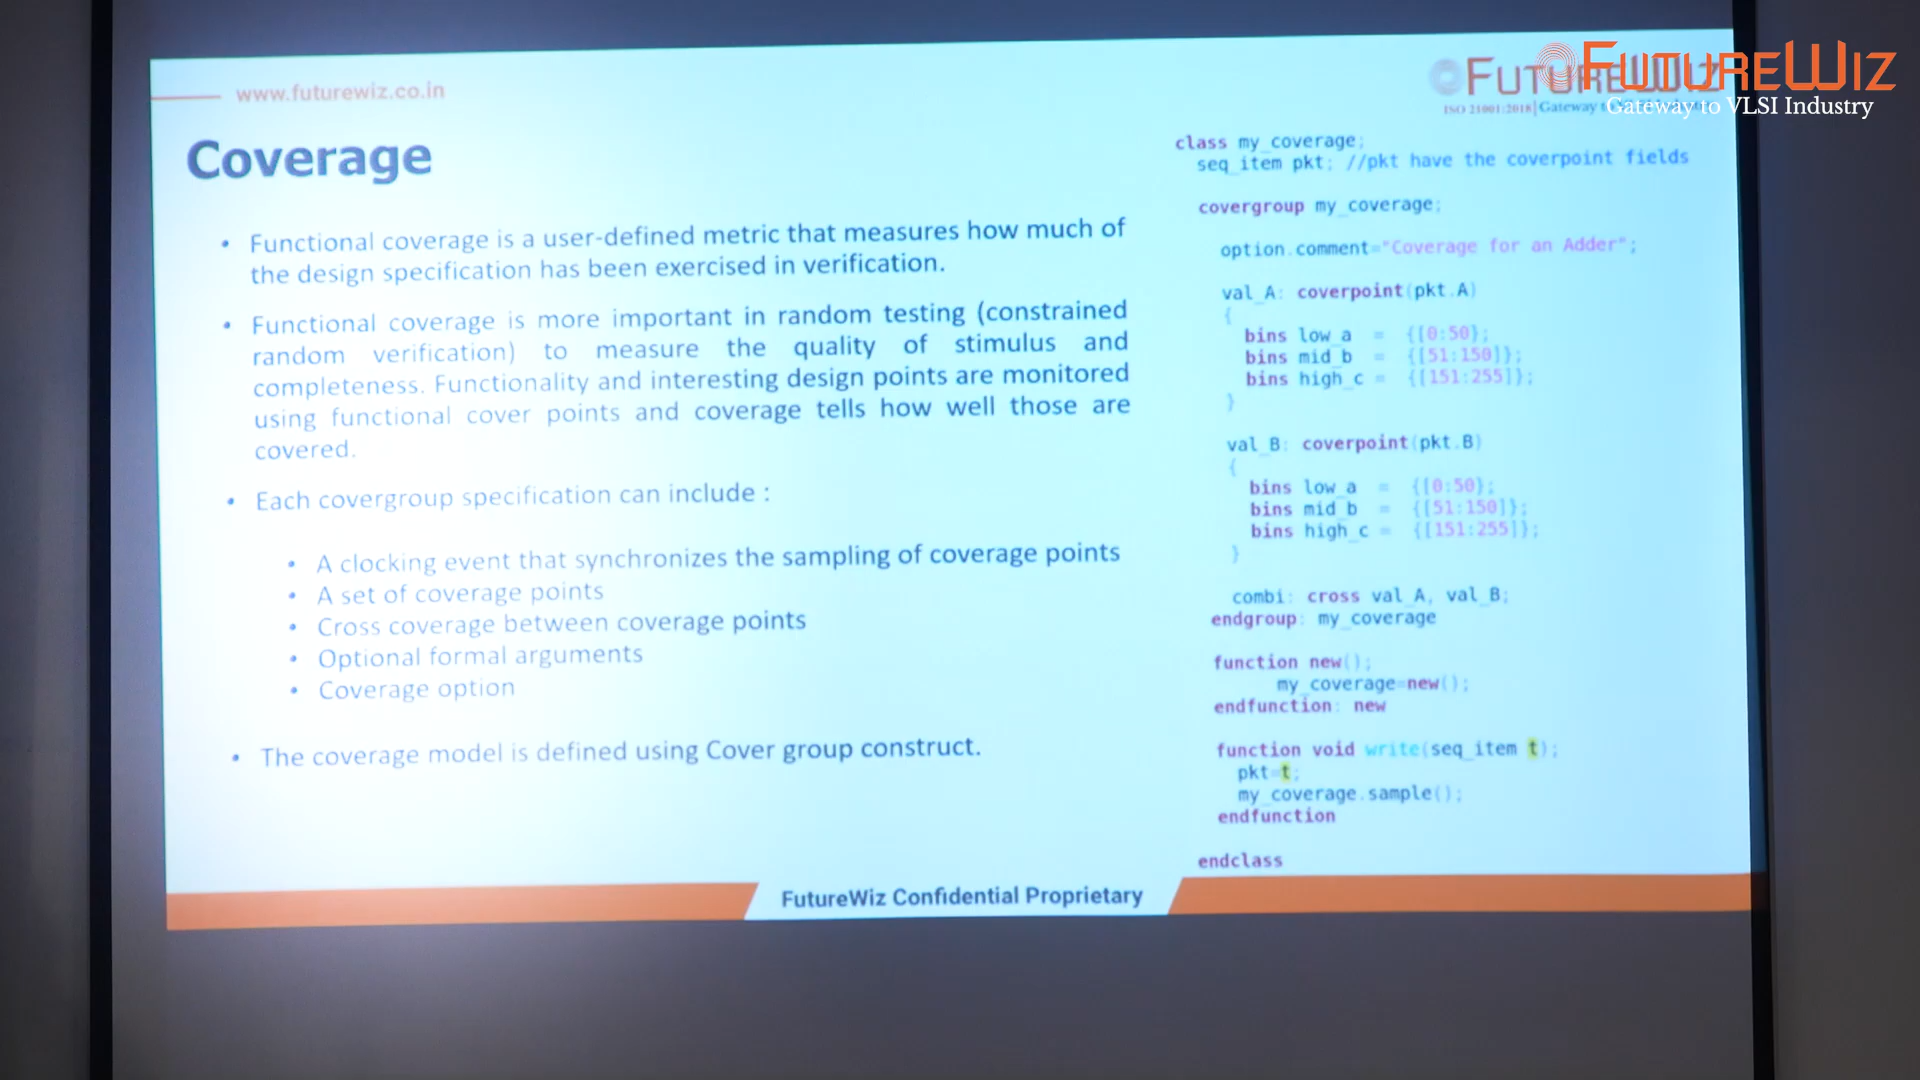 www.futurewiz.co.in
FUTUREWIZ
Gateway to VLSI Industry
ISO 21001:2018 | Gateway
Coverage
• Functional coverage is a user-defined metric that measures how much of
the design specification has been exercised in verification.
• Functional coverage is more important in random testing (constrained
random verification) to measure the quality of stimulus and
completeness. Functionality and interesting design points are monitored
using functional cover points and coverage tells how well those are
covered.
• Each covergroup specification can include :
• A clocking event that synchronizes the sampling of coverage points
• A set of coverage points
• Cross coverage between coverage points
• Optional formal arguments
• Coverage option
• The coverage model is defined using Cover group construct.
class my_coverage;
seq_item pkt; //pkt have the coverpoint fields
covergroup my_coverage;
option.comment="Coverage for an Adder";
val_A: coverpoint(pkt.A)
{
bins low_a = {[0:50};
bins mid_b = {[51:150]};
bins high_c = {[151:255]};
}
val_B: coverpoint(pkt.B)
{
bins low_a = {[0:50};
bins mid_b = {[51:150]};
bins high_c = {[151:255]};
}
combi: cross val_A, val_B;
endgroup: my_coverage
function new();
my_coverage=new();
endfunction: new
function void write(seq_item t);
pkt=t;
my_coverage.sample();
endfunction
endclass
FutureWiz Confidential Proprietary